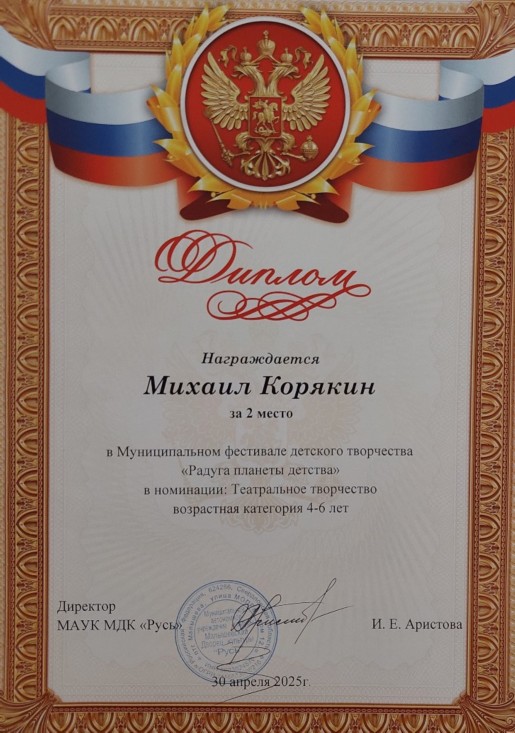 Диплом
Награждается
Михаил Корякин
за 2 место
в Муниципальном фестивале детского творчества
«Радуга планеты детства»
в номинации: Театральное творчество
возрастная категория 4-6 лет
Директор
МАУК МДК «Русь»
И. Е. Аристова
"Русь"
30 апреля 2025г.